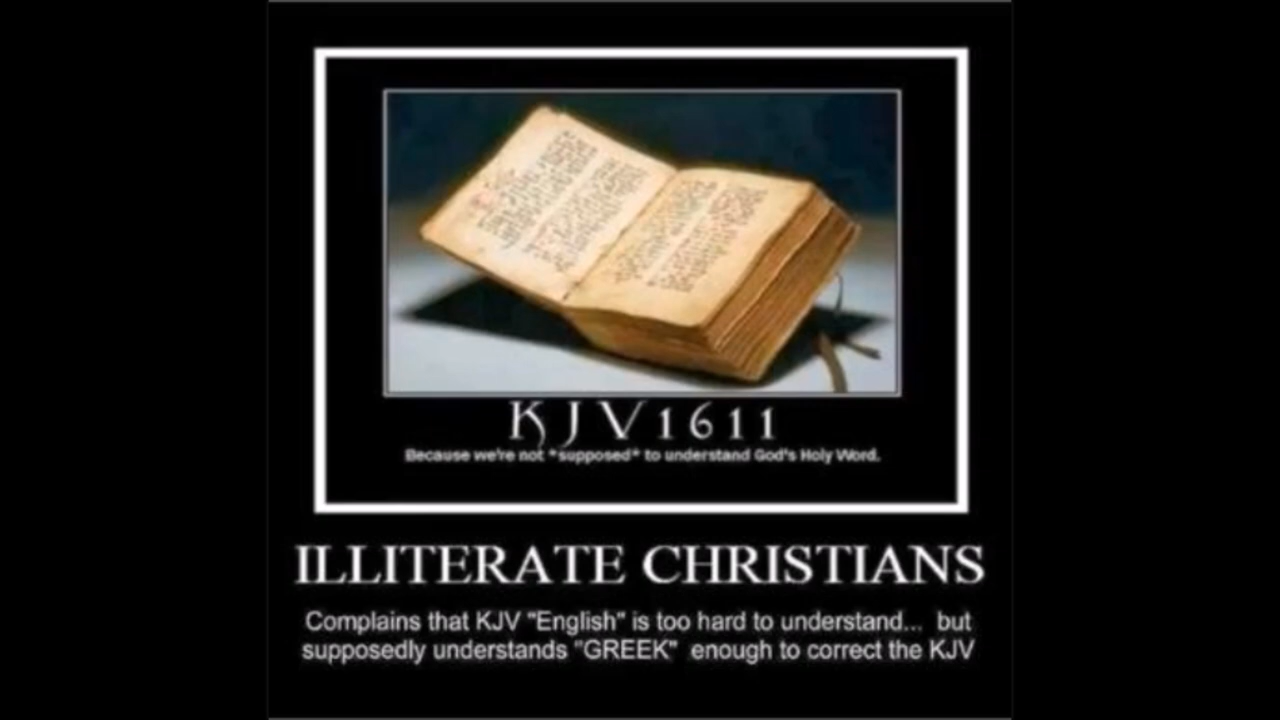 KJV1611
Because we're not *supposed* to understand God's Holy Word.
ILLITERATE CHRISTIANS
Complains that KJV "English" is too hard to understand... but
supposedly understands "GREEK" enough to correct the KJV